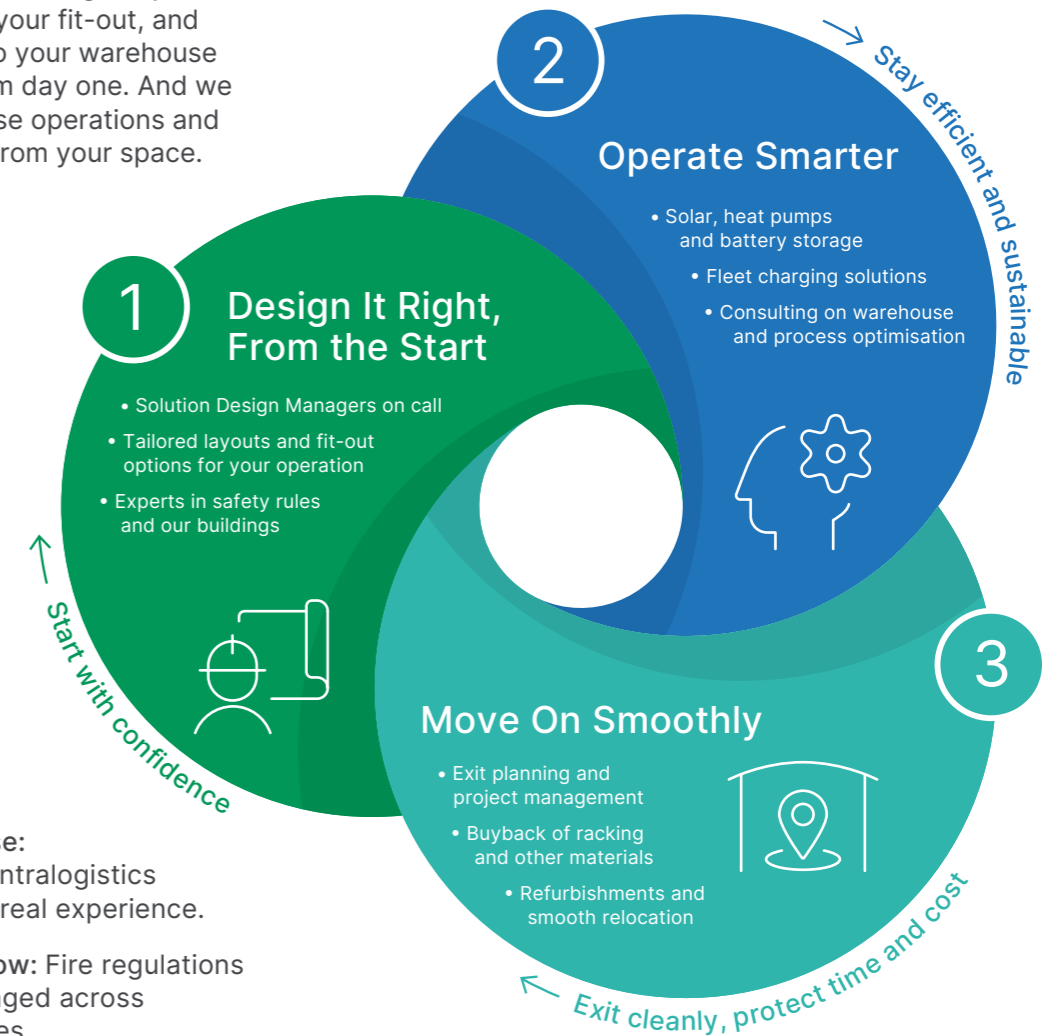 your fit-out, and
o your warehouse
m day one. And we
se operations and
from your space.
2
Operate Smarter
• Solar, heat pumps
and battery storage
• Fleet charging solutions
• Consulting on warehouse
and process optimisation
Stay efficient and sustainable
1
Design It Right,
From the Start
• Solution Design Managers on call
• Tailored layouts and fit-out
options for your operation
• Experts in safety rules
and our buildings
Start with confidence
3
Move On Smoothly
• Exit planning and
project management
• Buyback of racking
and other materials
• Refurbishments and
smooth relocation
Exit cleanly, protect time and cost
se:
ntralogistics
real experience.
ow: Fire regulations
ged across
es